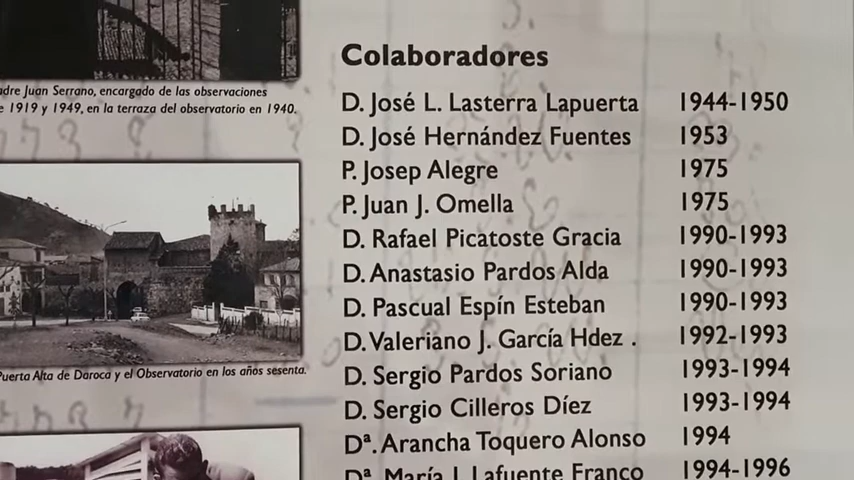 adre Juan Serrano, encargado de las observaciones
e 1919 y 1949, en la terraza del observatorio en 1940.
Puerta Alta de Daroca y el Observatorio en los años sesenta.
Colaboradores
D. José L. Lasterra Lapuerta 1944-1950
D. José Hernández Fuentes 1953
P. Josep Alegre 1975
P. Juan J. Omella 1975
D. Rafael Picatoste Gracia 1990-1993
D. Anastasio Pardos Alda 1990-1993
D. Pascual Espín Esteban 1990-1993
D. Valeriano J. García Hdez . 1992-1993
D. Sergio Pardos Soriano 1993-1994
D. Sergio Cilleros Díez 1993-1994
Dª. Arancha Toquero Alonso 1994
Dª. María J. Lafuente Franco 1994-1996